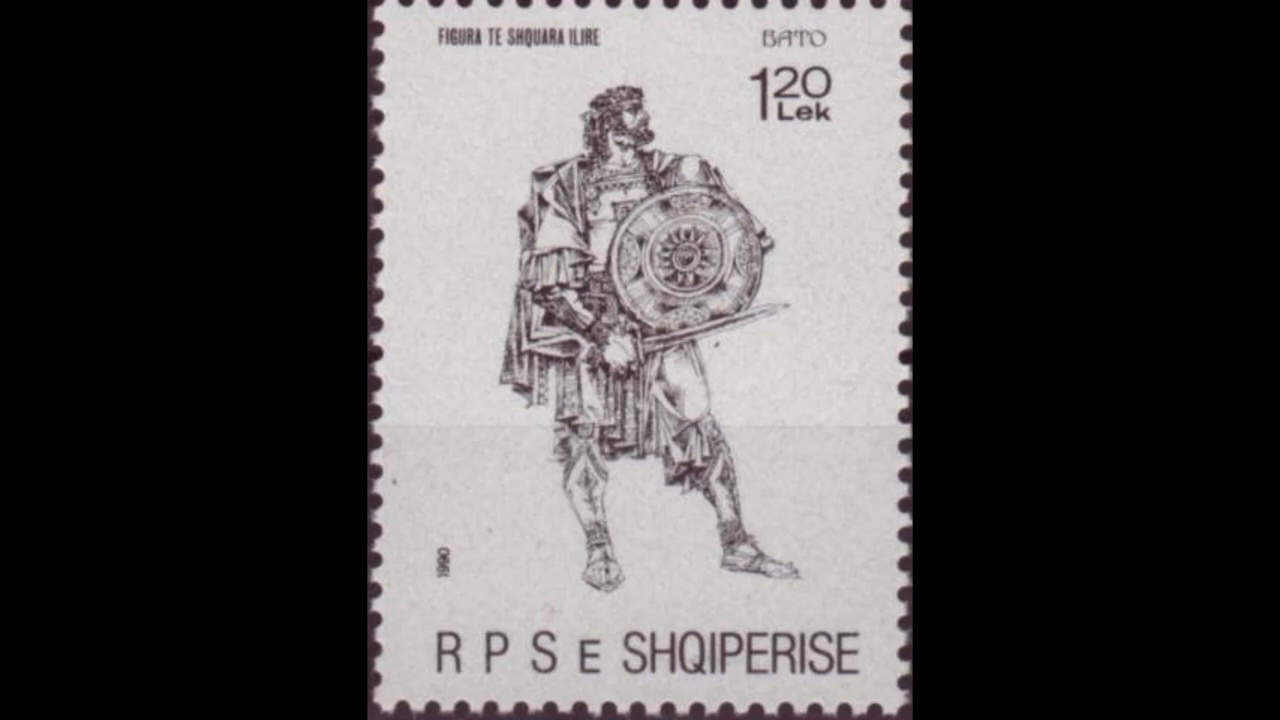 FIGURA TE SHQUARA ILIRE
BATO
1 20
Lek
1990
R P S E SHQIPERISE